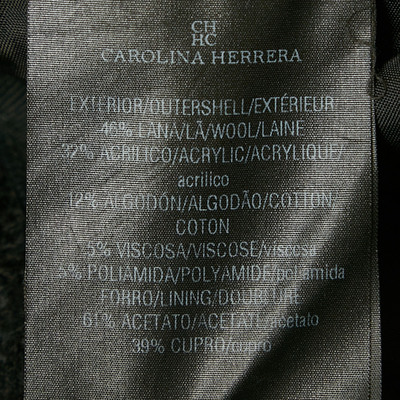 CH
HC
CAROLINA HERRERA
EXTERIOR/OUTERSHELL/EXTÉRIEUR
46% LANA/LÃ/WOOL/LAINE
32% ACRILICO/ACRYLIC/ACRYLIQUE/
acrilico
12% ALGODÓN/ALGODÃO/COTTON/
COTON
5% VISCOSA/VISCOSE/viscosa
5% POLIAMIDA/POLYAMIDE/poliamida
FORRO/LINING/DOUBLURE
61% ACETATO/ACETATE/acetato
39% CUPRO/cupro